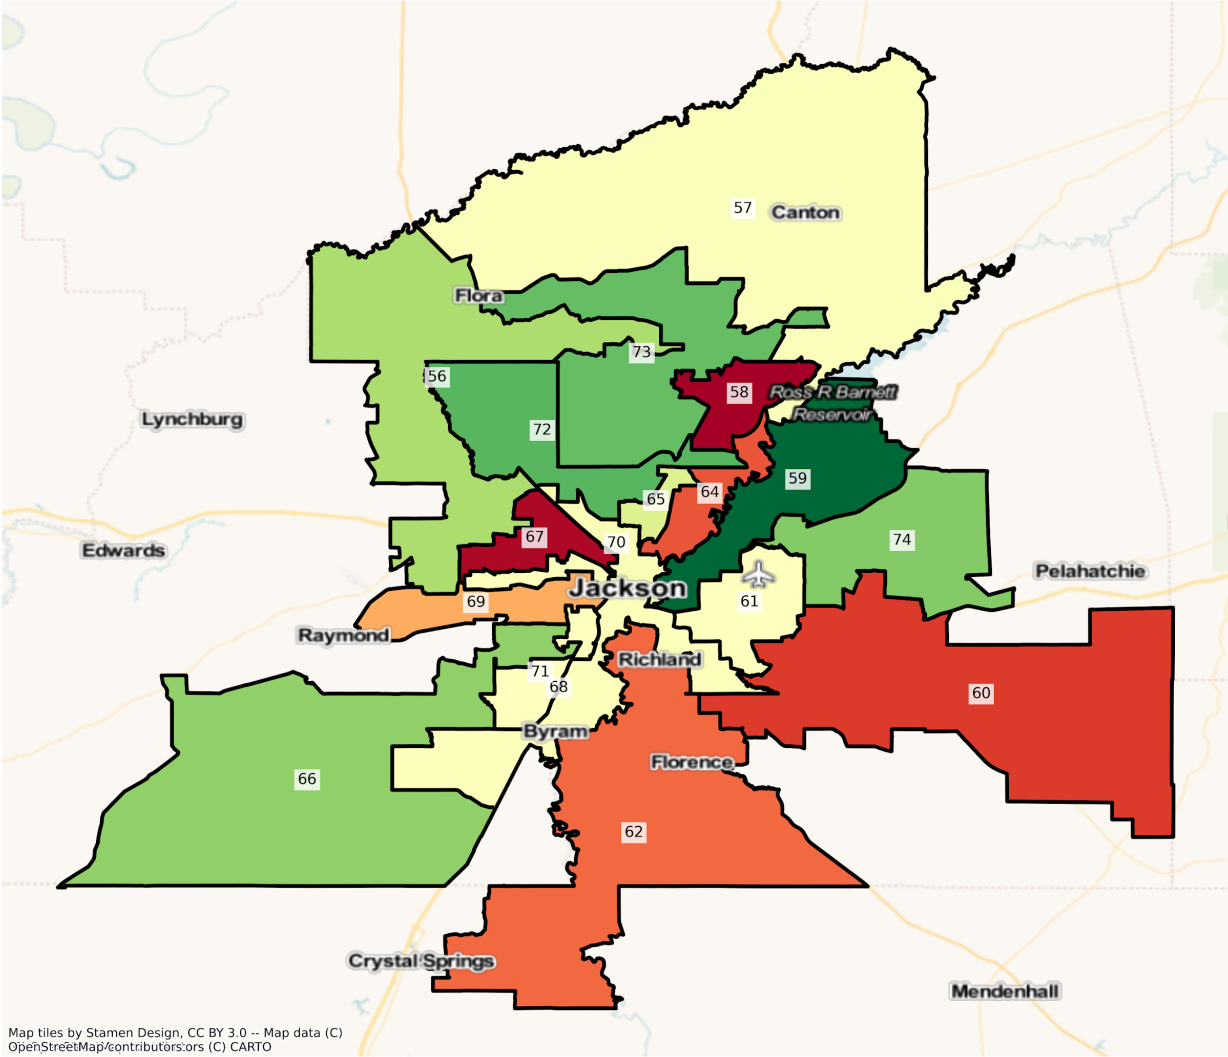 57
Canton
Flora
73
56
58
Ross R Barnett
Reservoir
Lynchburg
72
59
65
64
67
70
74
Edwards
Pelahatchie
Jackson
69
61
Raymond
Richland
71
68
60
Byram
Florence
66
62
Crystal Springs
Mendenhall
Map tiles by Stamen Design, CC BY 3.0 -- Map data (C)
OpenStreetMap contributors (C) CARTO